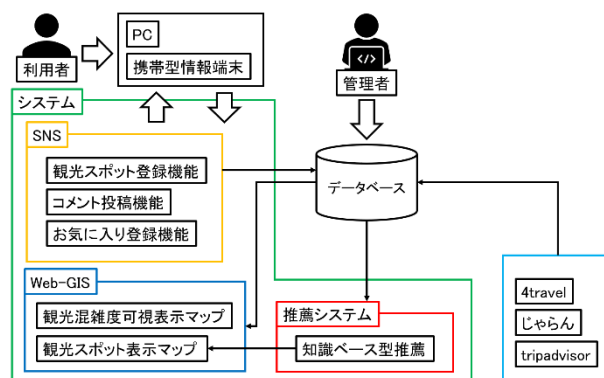 利用者
PC
携帯型情報端末
管理者
システム
SNS
観光スポット登録機能
コメント投稿機能
お気に入り登録機能
データベース
Web-GIS
観光混雑度可視表示マップ
観光スポット表示マップ
推薦システム
知識ベース型推薦
4travel
じゃらん
tripadvisor